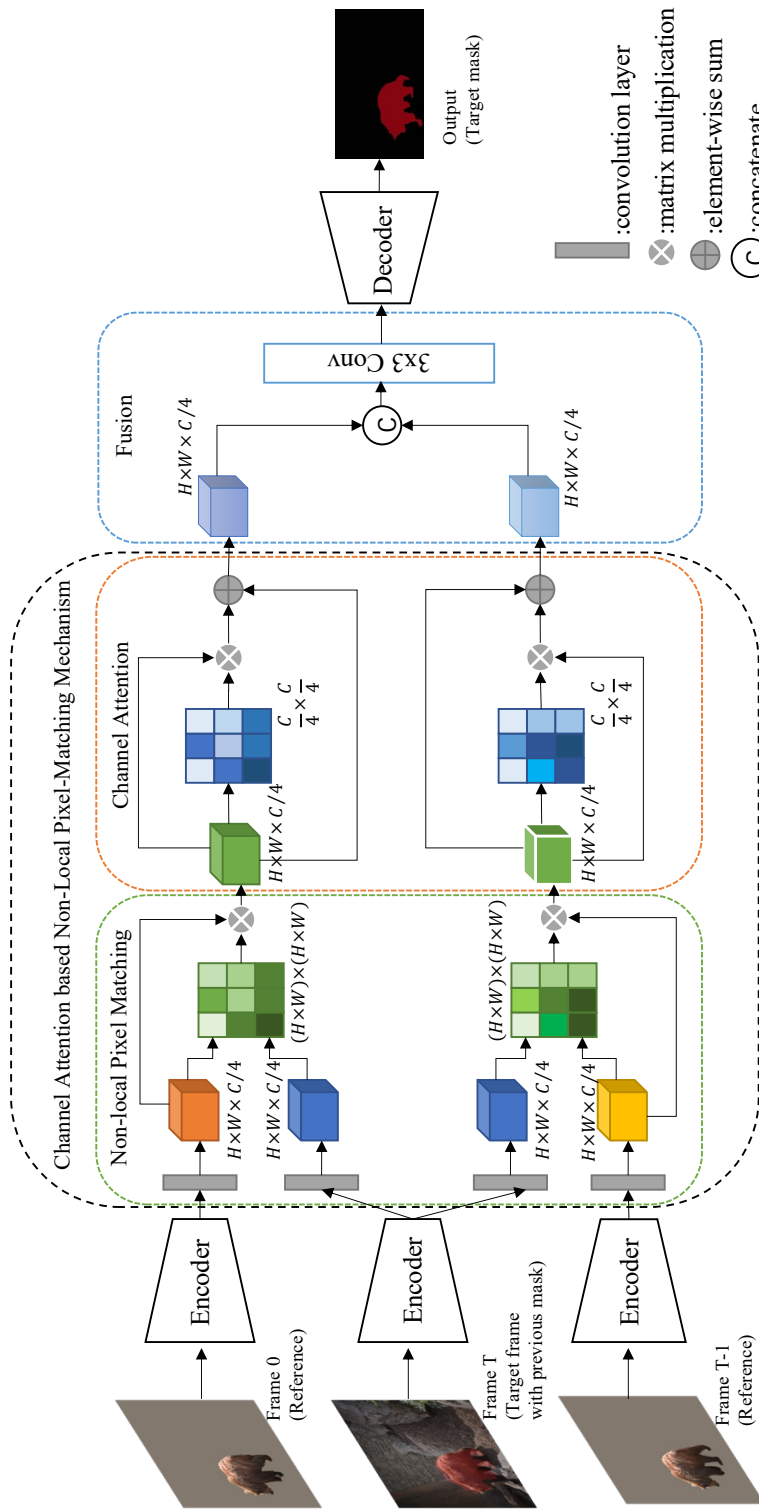 Channel Attention based Non-Local Pixel-Matching Mechanism
Non-local Pixel Matching
Channel Attention
Fusion
Frame 0
(Reference)
Encoder
H×W×C/4
H×W×C/4
(H×W)×(H×W)
H×W×C/4
C/4 × C/4
H×W×C/4
Frame T
(Target frame
with previous mask)
Encoder
C
3x3 Conv
Decoder
Output
(Target mask)
Frame T-1
(Reference)
Encoder
H×W×C/4
H×W×C/4
(H×W)×(H×W)
H×W×C/4
C/4 × C/4
H×W×C/4
:convolution layer
:matrix multiplication
:element-wise sum
C :concatenate